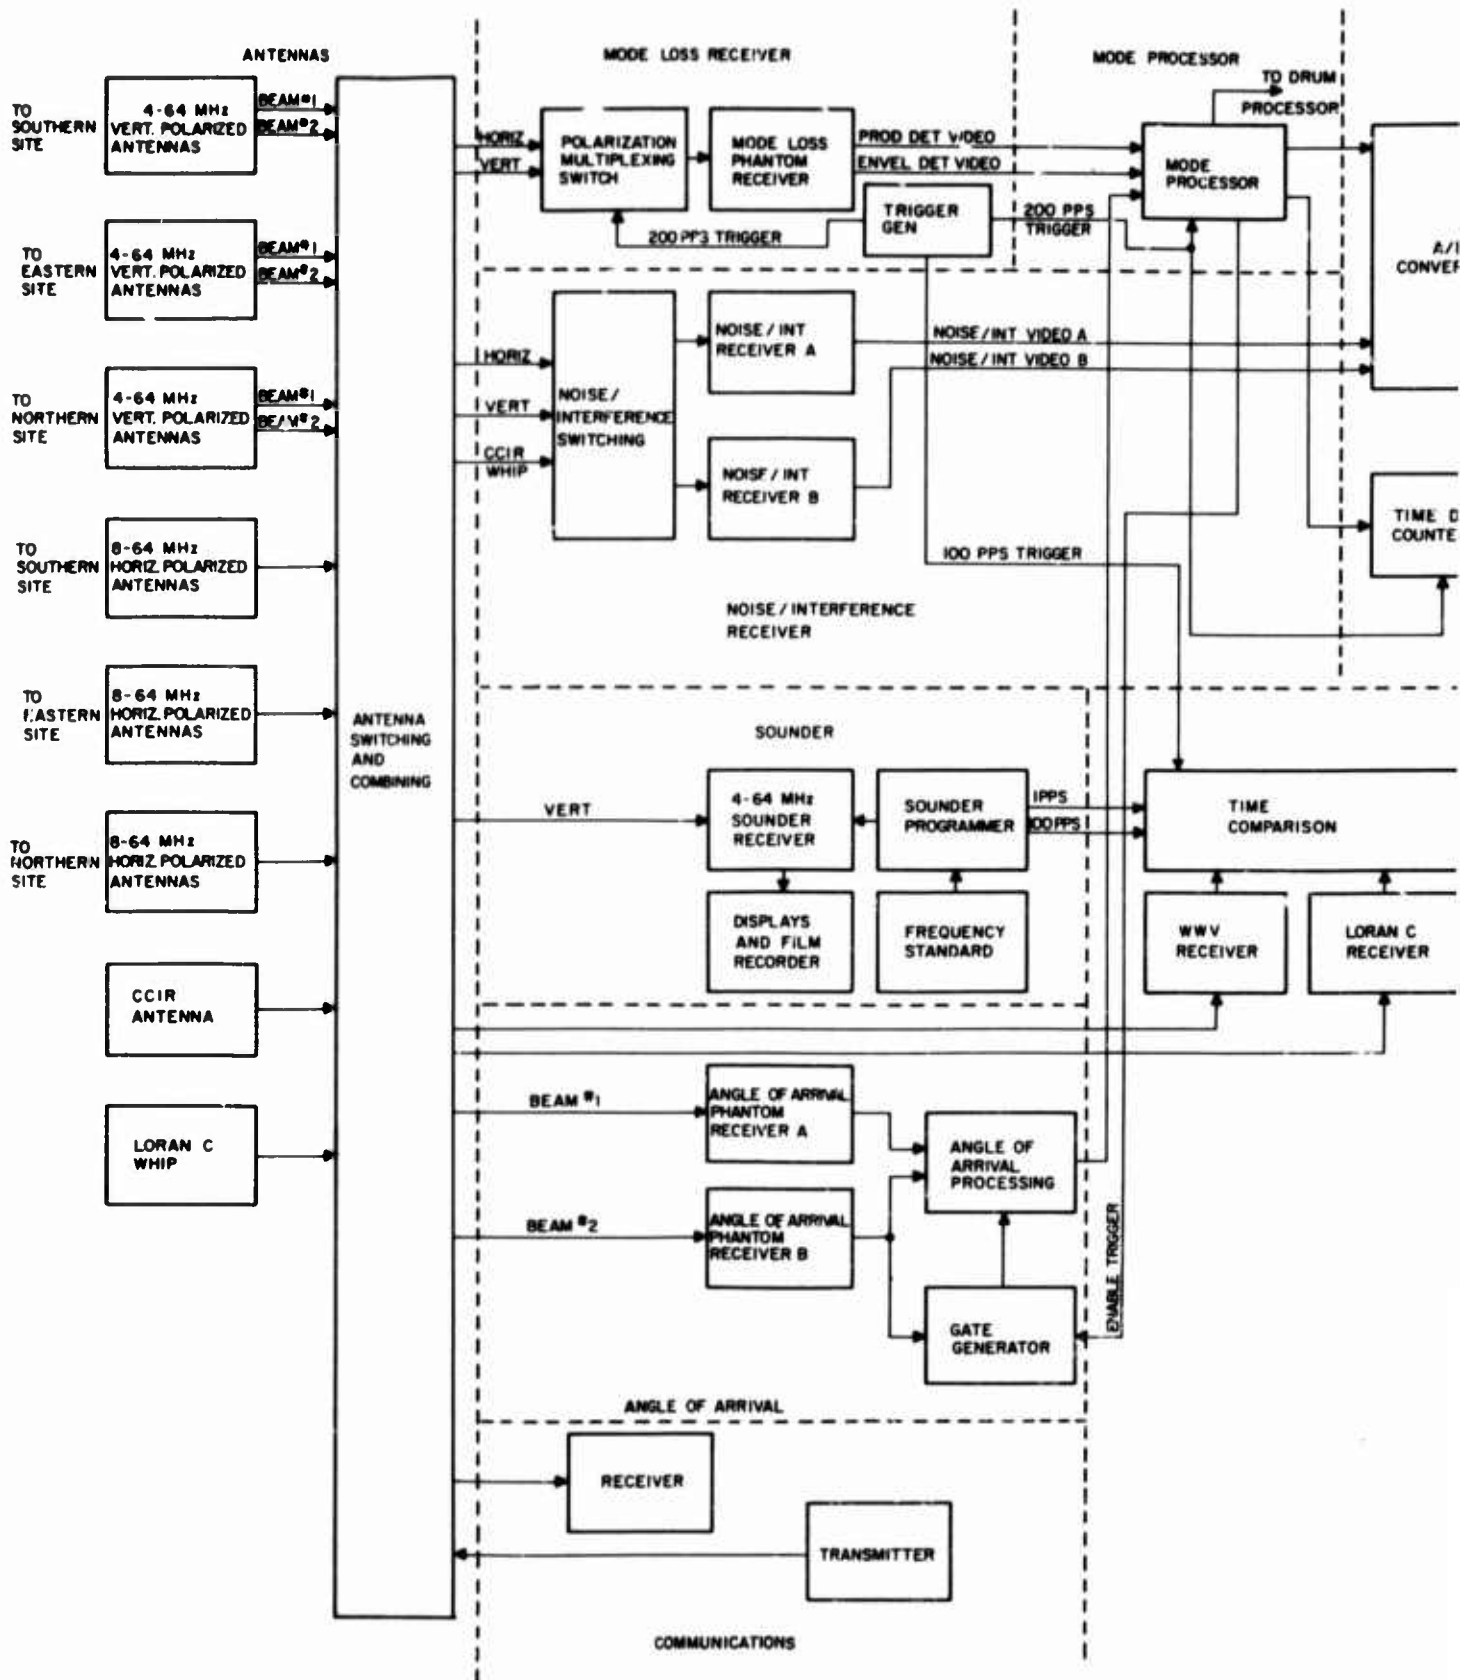 ANTENNAS
MODE LOSS RECEIVER
MODE PROCESSOR
TO DRUM
PROCESSOR
TO
SOUTHERN
SITE
4-64 MHz
VERT. POLARIZED
ANTENNAS
BEAM #1
BEAM #2
HORIZ
VERT
POLARIZATION
MULTIPLEXING
SWITCH
MODE LOSS
PHANTOM
RECEIVER
PROD DET VIDEO
ENVEL DET VIDEO
MODE
PROCESSOR
TRIGGER
GEN
200 PPS TRIGGER
200 PPS
TRIGGER
TO
EASTERN
SITE
4-64 MHz
VERT. POLARIZED
ANTENNAS
BEAM #1
BEAM #2
A/
CONVER
HORIZ
VERT
CCIR
WHIP
NOISE/
INTERFERENCE
SWITCHING
NOISE/INT
RECEIVER A
NOISE/INT
RECEIVER B
NOISE/INT VIDEO A
NOISE/INT VIDEO B
TO
NORTHERN
SITE
4-64 MHz
VERT. POLARIZED
ANTENNAS
BEAM #1
BEAM #2
TIME D
COUNTE
100 PPS TRIGGER
NOISE/INTERFERENCE
RECEIVER
TO
SOUTHERN
SITE
8-64 MHz
HORIZ. POLARIZED
ANTENNAS
TO
EASTERN
SITE
8-64 MHz
HORIZ. POLARIZED
ANTENNAS
ANTENNA
SWITCHING
AND
COMBINING
SOUNDER
VERT
4-64 MHz
SOUNDER
RECEIVER
SOUNDER
PROGRAMMER
1PPS
100PPS
TIME
COMPARISON
TO
NORTHERN
SITE
8-64 MHz
HORIZ. POLARIZED
ANTENNAS
DISPLAYS
AND FILM
RECORDER
FREQUENCY
STANDARD
WWV
RECEIVER
LORAN C
RECEIVER
CCIR
ANTENNA
LORAN C
WHIP
BEAM #1
ANGLE OF ARRIVAL
PHANTOM
RECEIVER A
ANGLE OF
ARRIVAL
PROCESSING
BEAM #2
ANGLE OF ARRIVAL
PHANTOM
RECEIVER B
ENABLE TRIGGER
GATE
GENERATOR
ANGLE OF ARRIVAL
RECEIVER
TRANSMITTER
COMMUNICATIONS